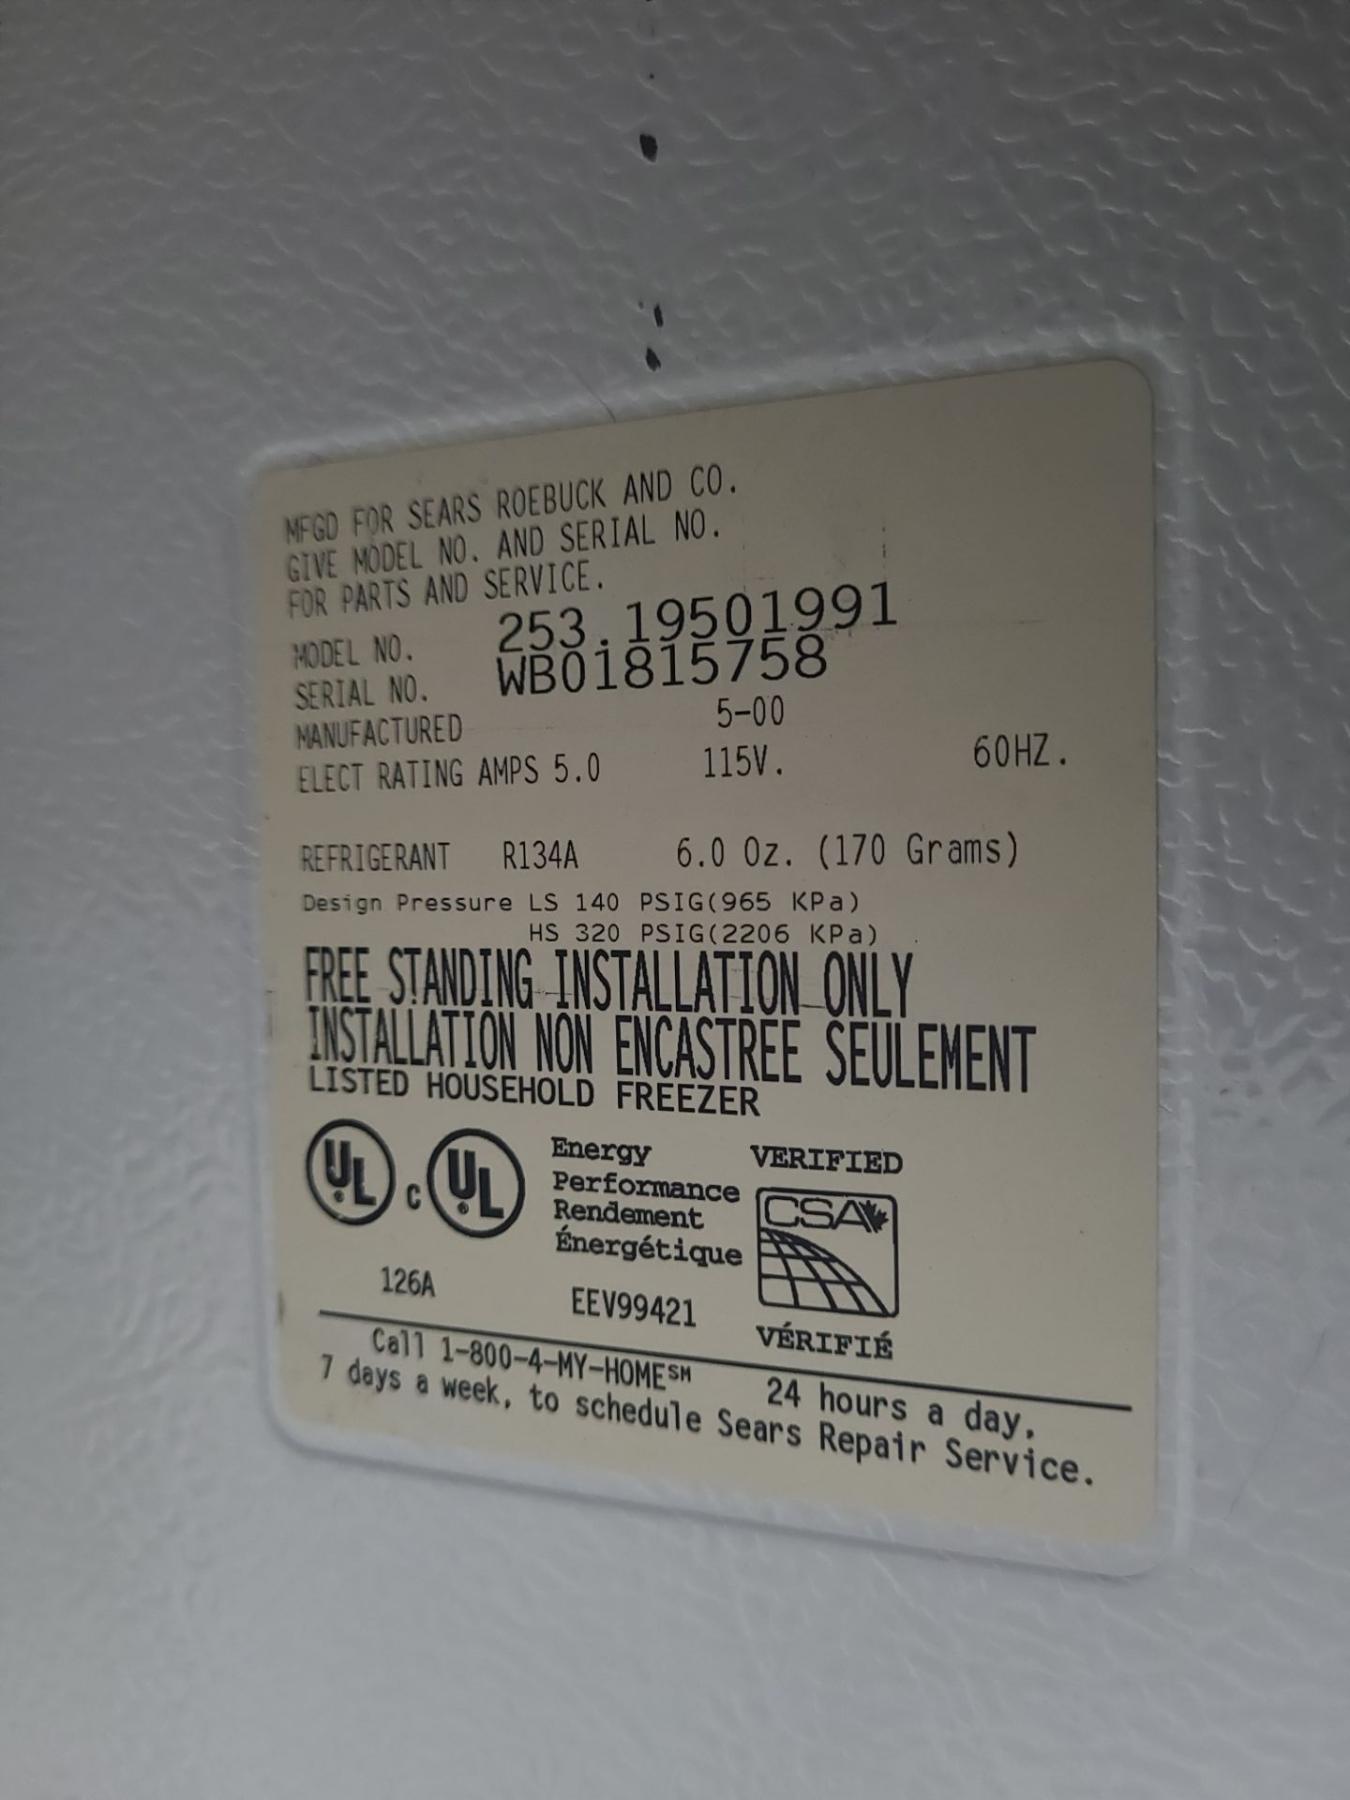 MFGD FOR SEARS ROEBUCK AND CO.
GIVE MODEL NO. AND SERIAL NO.
FOR PARTS AND SERVICE.
MODEL NO. 253.19501991
SERIAL NO. WB01815758
MANUFACTURED 5-00
ELECT RATING AMPS 5.0 115V. 60HZ.
REFRIGERANT R134A 6.0 Oz. (170 Grams)
Design Pressure LS 140 PSIG(965 KPa)
HS 320 PSIG(2206 KPa)
FREE STANDING INSTALLATION ONLY
INSTALLATION NON ENCASTREE SEULEMENT
LISTED HOUSEHOLD FREEZER
UL® c UL®
126A
Energy
Performance
Rendement
Énergétique
EEV99421
VERIFIED
CSA
VÉRIFIÉ
Call 1-800-4-MY-HOME℠ 24 hours a day,
7 days a week, to schedule Sears Repair Service.